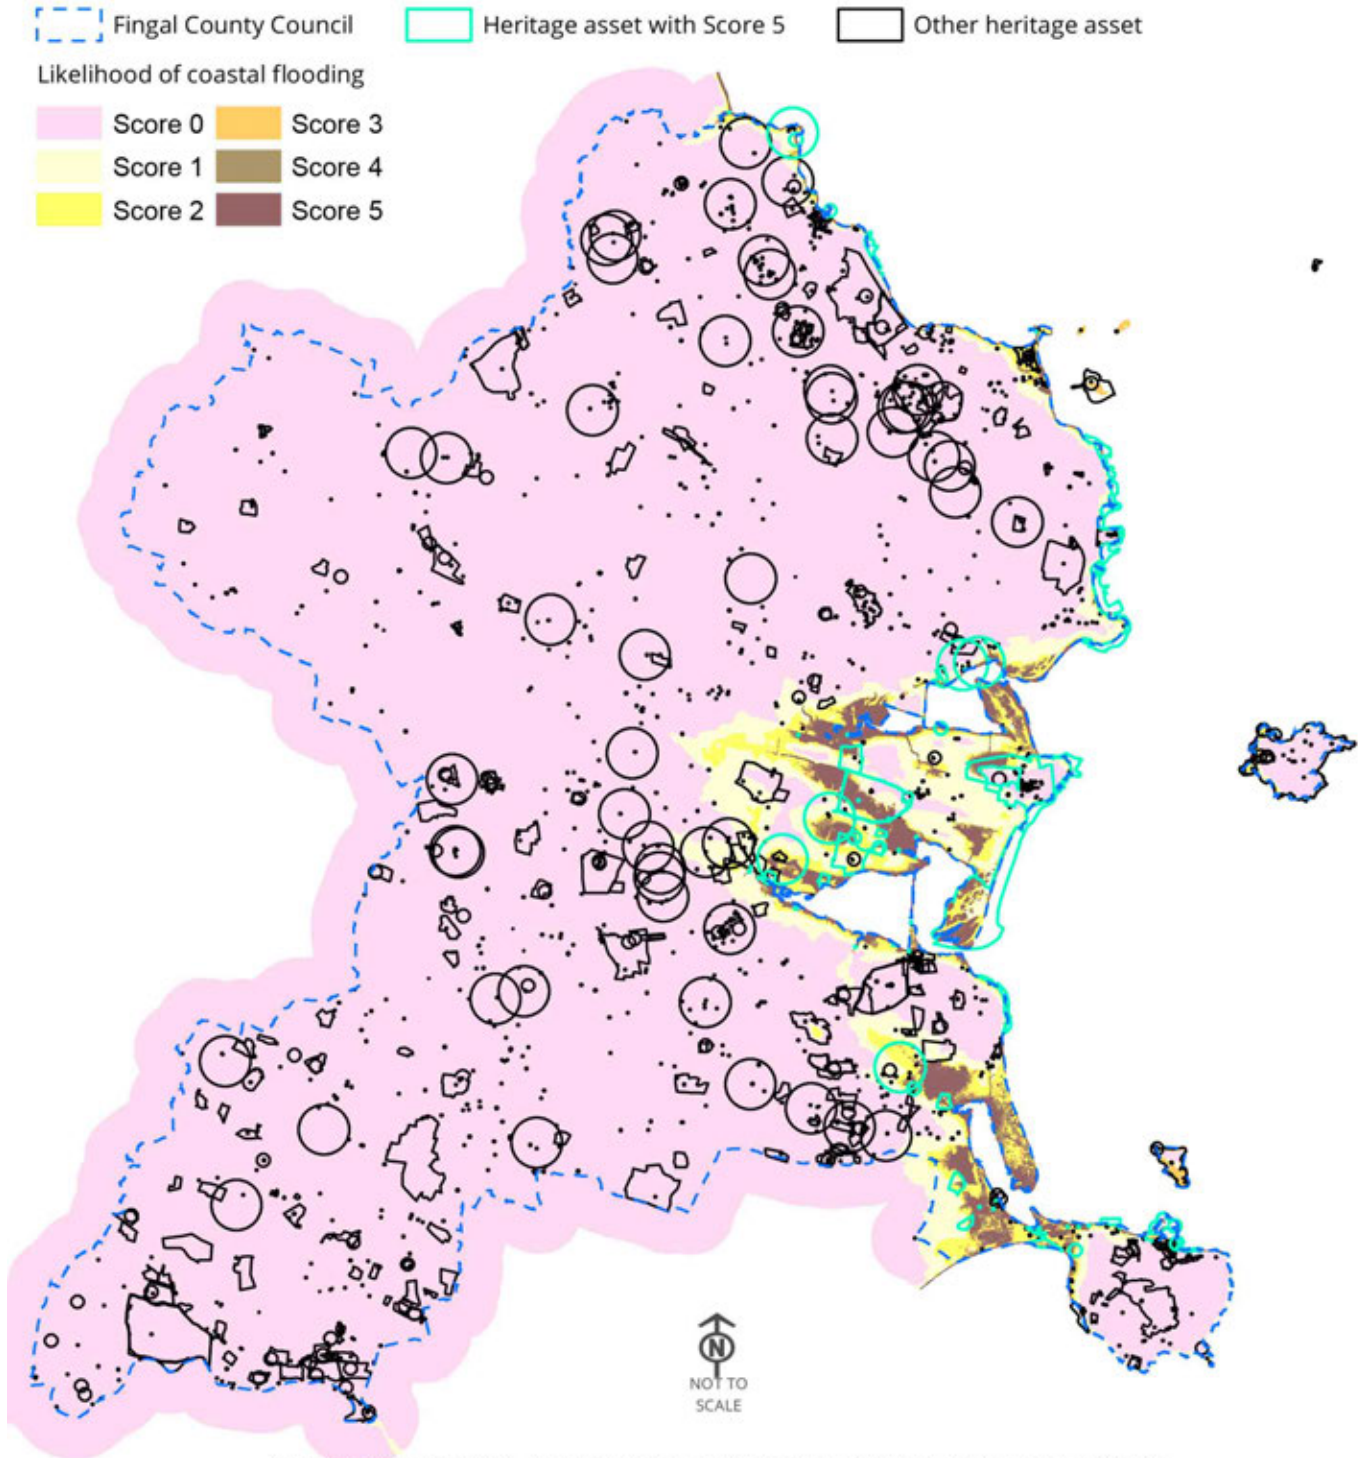 Fingal County Council
Heritage asset with Score 5
Other heritage asset
Likelihood of coastal flooding
Score 0
Score 3
Score 1
Score 4
Score 2
Score 5
N
NOT TO
SCALE